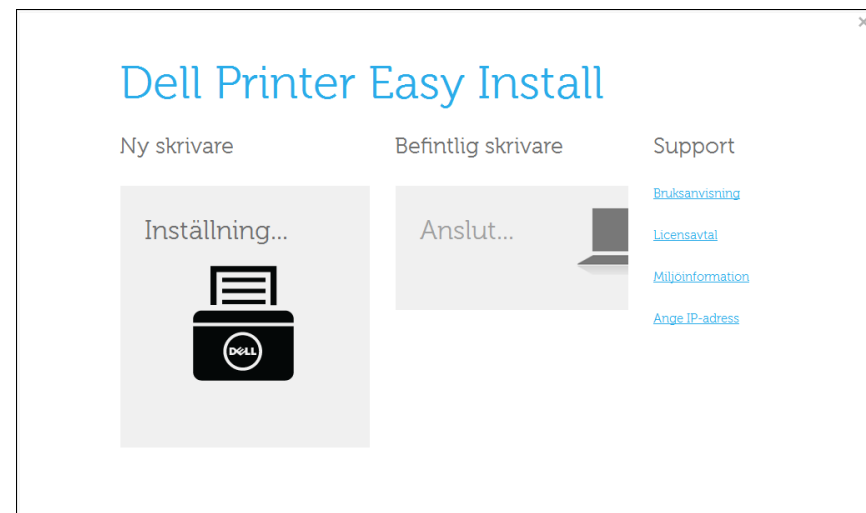 Dell Printer Easy Install
Ny skrivare
Inställning...
DELL
Befintlig skrivare
Anslut...
Support
Bruksanvisning
Licensavtal
Miljöinformation
Ange IP-adress